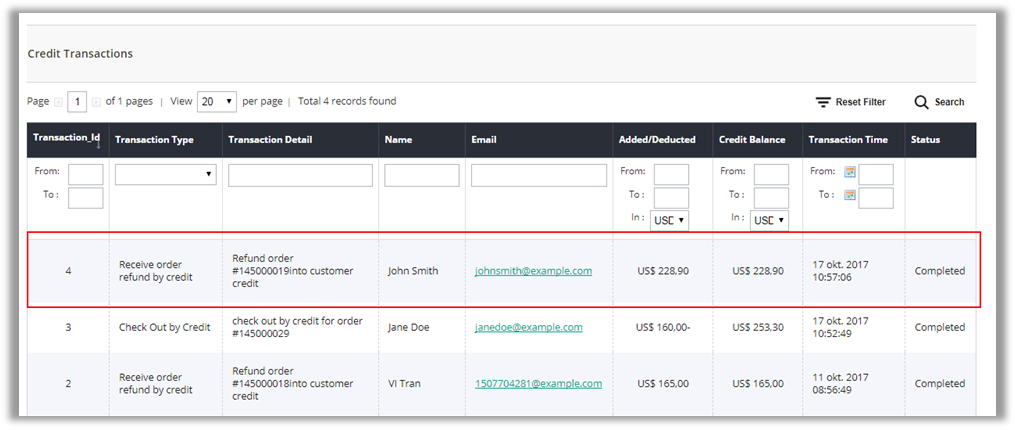 Credit Transactions
Page 1 of 1 pages | View 20 per page | Total 4 records found
Reset Filter Search
Transaction_Id Transaction Type Transaction Detail Name Email Added/Deducted Credit Balance Transaction Time Status
From: From: From: From:
To : To : To : To :
In : USD In : USD
4 Receive order refund by credit Refund order #145000019into customer credit John Smith johnsmith@example.com US$ 228,90 US$ 228,90 17 okt. 2017 10:57:06 Completed
3 Check Out by Credit check out by credit for order #145000029 Jane Doe janedoe@example.com US$ 160,00- US$ 253,30 17 okt. 2017 10:52:49 Completed
2 Receive order refund by credit Refund order #145000018into customer credit VI Tran 1507704281@example.com US$ 165,00 US$ 165,00 11 okt. 2017 08:56:49 Completed